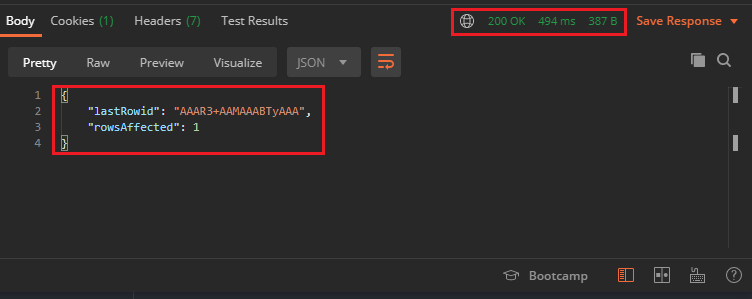 Body Cookies (1) Headers (7) Test Results 200 OK 494 ms 387 B Save Response
Pretty Raw Preview Visualize JSON
1 {
2 "lastRowid": "AAAR3+AAMAAABTyAAA",
3 "rowsAffected": 1
4 }
Bootcamp